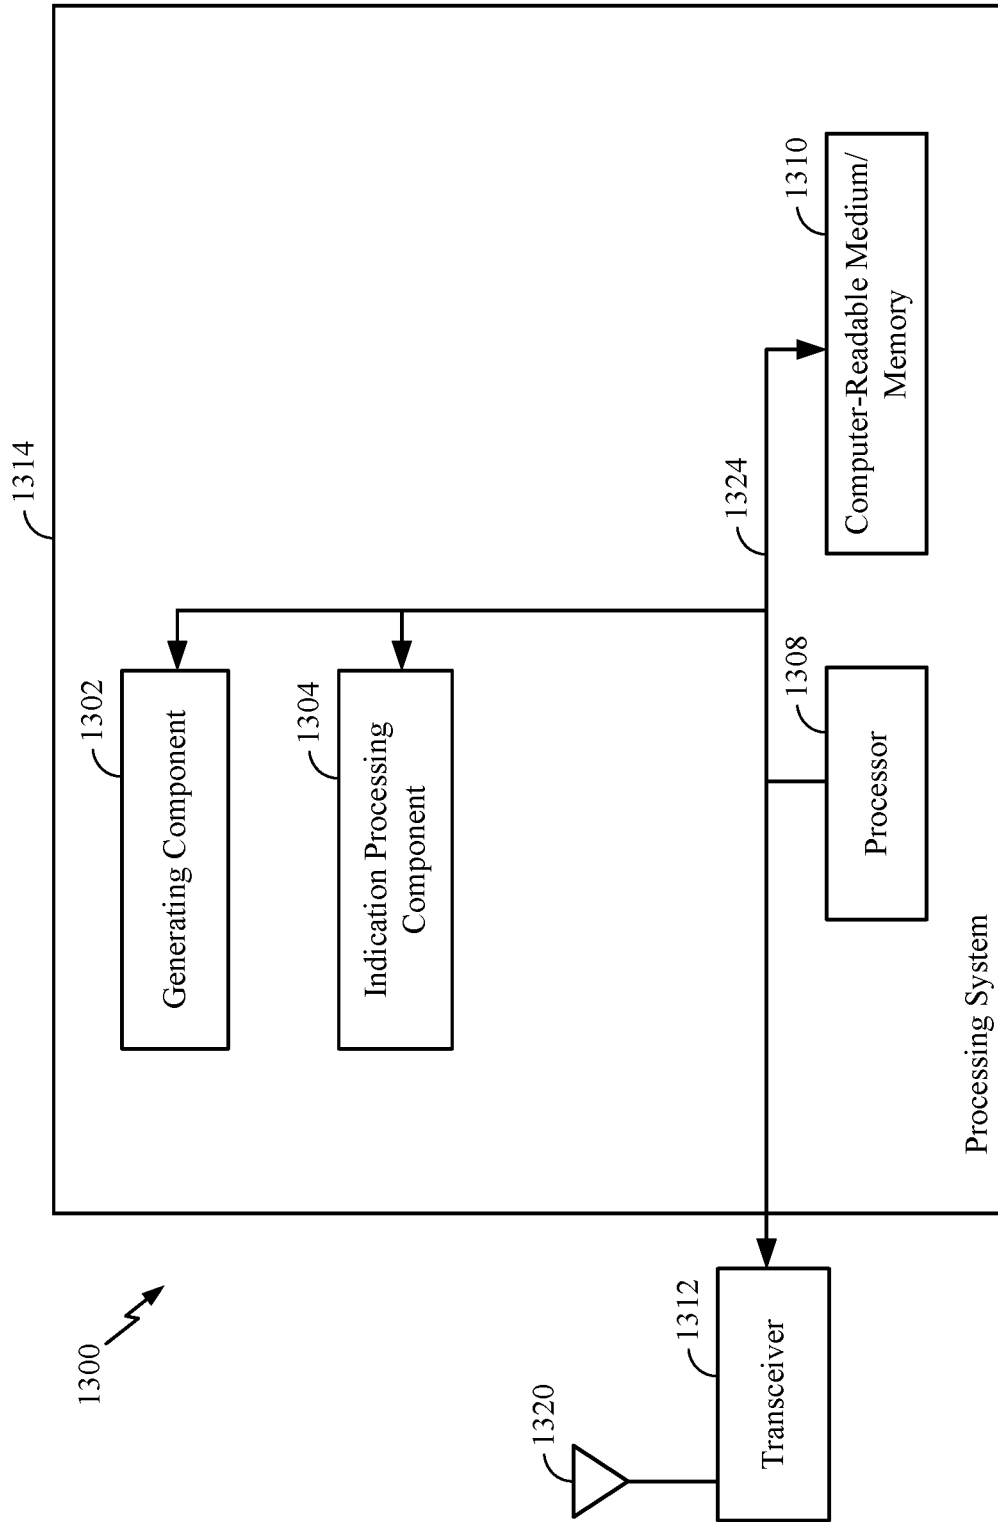 1300
1314
1302
Generating Component
1304
Indication Processing
Component
1320
1312
Transceiver
1324
1308
Processor
1310
Computer-Readable Medium/
Memory
Processing System